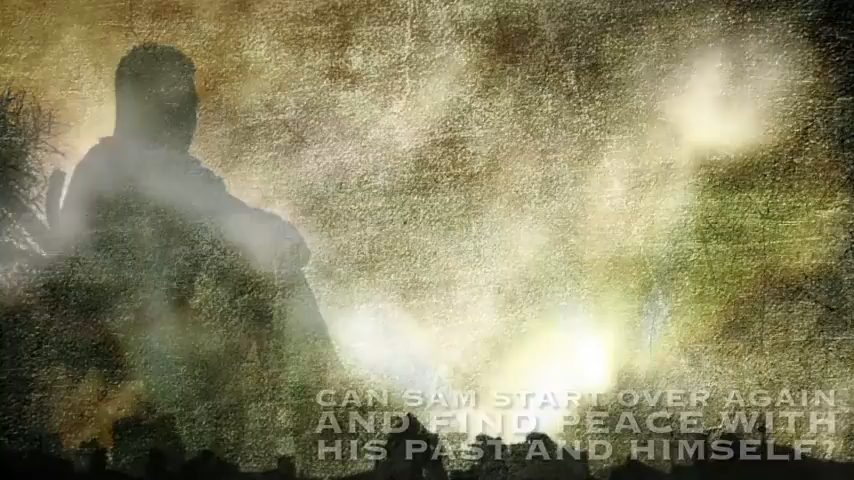 CAN SAM START OVER AGAIN
AND FIND PEACE WITH
HIS PAST AND HIMSELF?